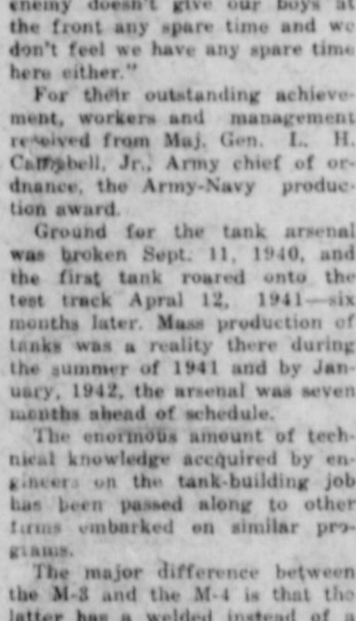 enemy doesn't give our boys at
the front any spare time and we
don't feel we have any spare time
here either."
For their outstanding achieve-
ment, workers and management
received from Maj. Gen. L. H.
Campbell, Jr., Army chief of or-
dnance, the Army-Navy produc-
tion award.
Ground for the tank arsenal
was broken Sept. 11, 1940, and
the first tank roared onto the
test track Apral 12, 1941—six
months later. Mass production of
tanks was a reality there during
the summer of 1941 and by Jan-
uary, 1942, the arsenal was seven
months ahead of schedule.
The enormous amount of tech-
nical knowledge accquired by en-
gineers on the tank-building job
has been passed along to other
firms embarked on similar pro-
grams.
The major difference between
the M-3 and the M-4 is that the
latter has a welded instead of a